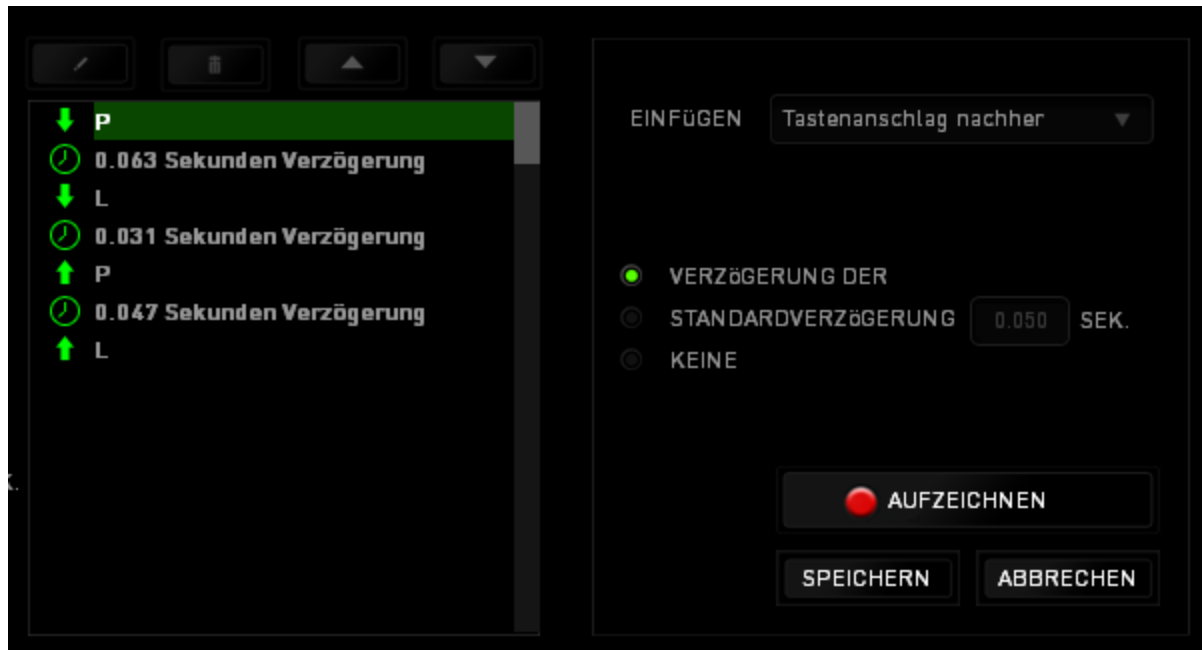 P
0.063 Sekunden Verzögerung
L
0.031 Sekunden Verzögerung
P
0.047 Sekunden Verzögerung
L
K.
EINFüGEN Tastenanschlag nachher
VERZöGERUNG DER
STANDARDVERZöGERUNG 0.050 SEK.
KEINE
AUFZEICHNEN
SPEICHERN ABBRECHEN